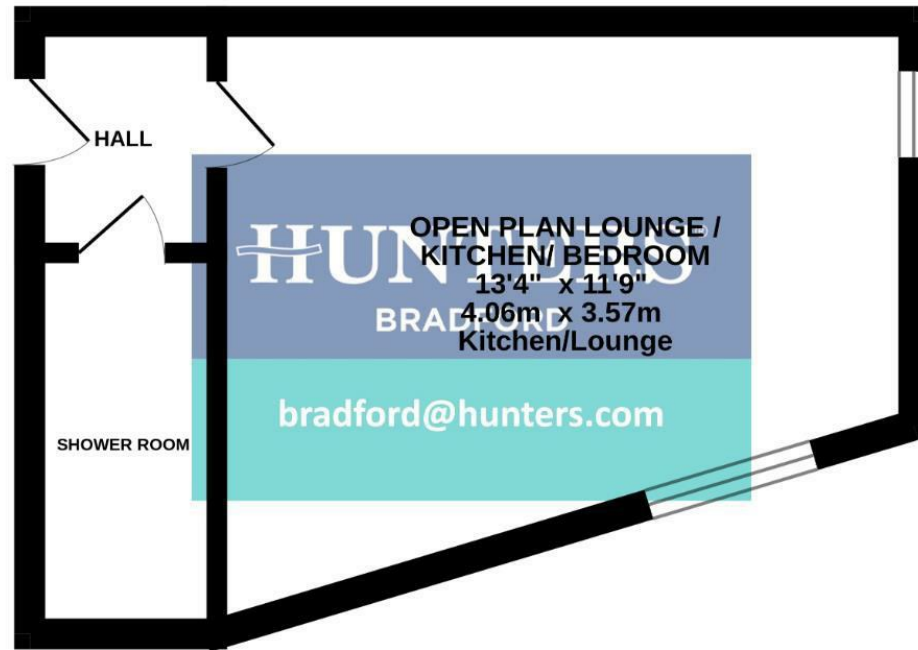 HALL
OPEN PLAN LOUNGE /
KITCHEN/ BEDROOM
13'4" x 11'9"
4.06m x 3.57m
Kitchen/Lounge
HUNTERS®
BRADFORD
bradford@hunters.com
SHOWER ROOM